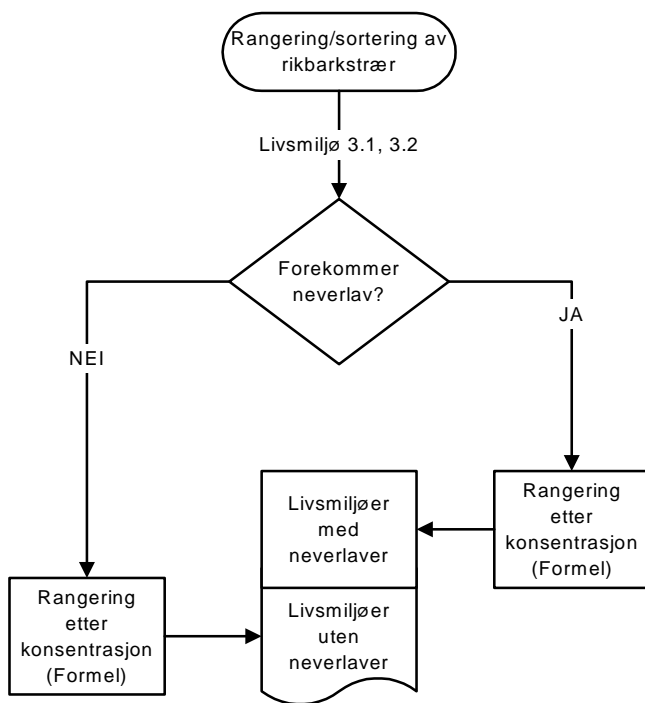 Rangering/sortering av
rikbarkstrær
Livsmiljø 3.1, 3.2
Forekommer
neverlav?
NEI
JA
Livsmiljøer
med
neverlaver
Rangering
etter
konsentrasjon
(Formel)
Rangering
etter
konsentrasjon
(Formel)
Livsmiljøer
uten
neverlaver